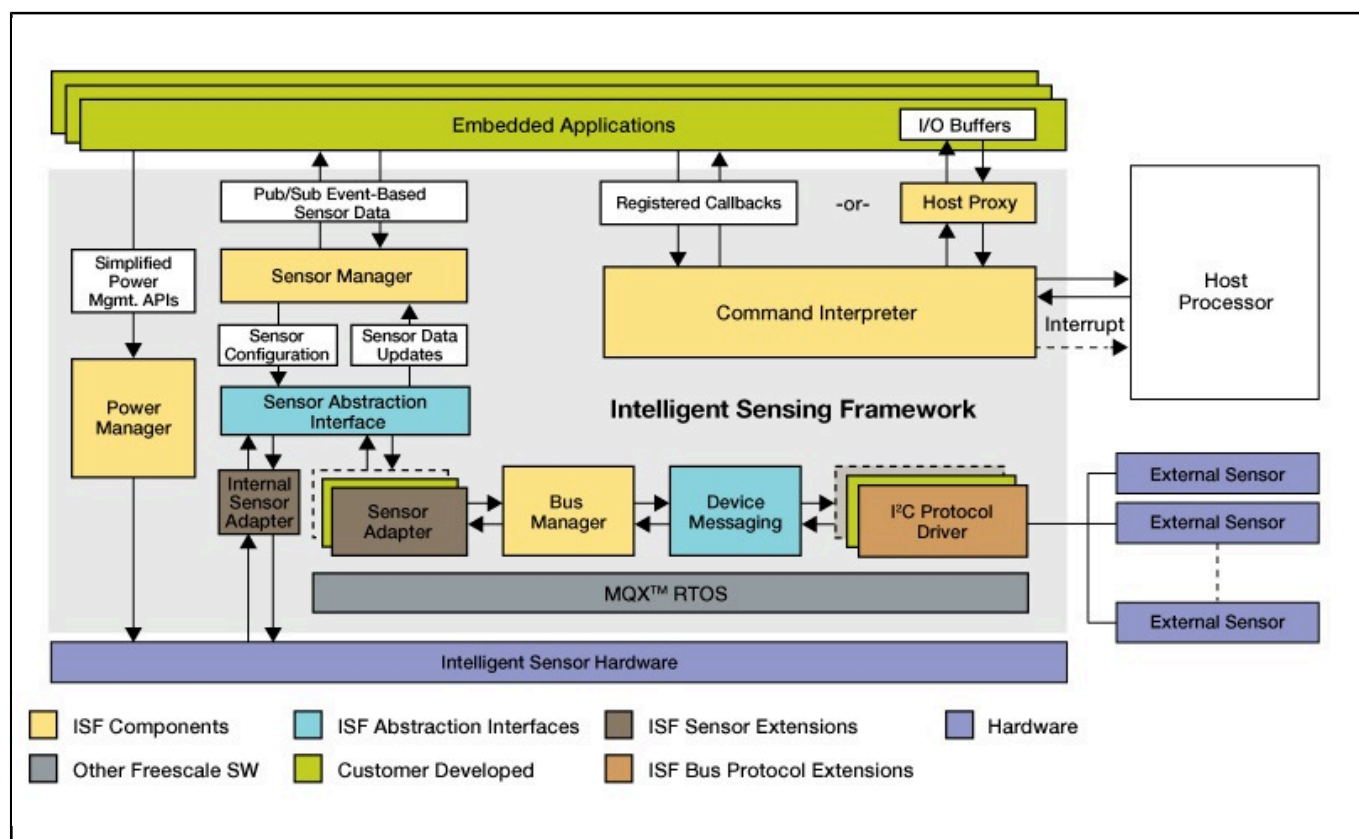 Embedded Applications
I/O Buffers
Pub/Sub Event-Based
Sensor Data
Registered Callbacks
-or-
Host Proxy
Simplified
Power
Mgmt. APIs
Sensor Manager
Command Interpreter
Host
Processor
Interrupt
Sensor
Configuration
Sensor Data
Updates
Power
Manager
Sensor Abstraction
Interface
Intelligent Sensing Framework
Internal
Sensor
Adapter
Sensor
Adapter
Bus
Manager
Device
Messaging
I²C Protocol
Driver
External Sensor
External Sensor
External Sensor
MQX™ RTOS
Intelligent Sensor Hardware
ISF Components
ISF Abstraction Interfaces
ISF Sensor Extensions
Hardware
Other Freescale SW
Customer Developed
ISF Bus Protocol Extensions